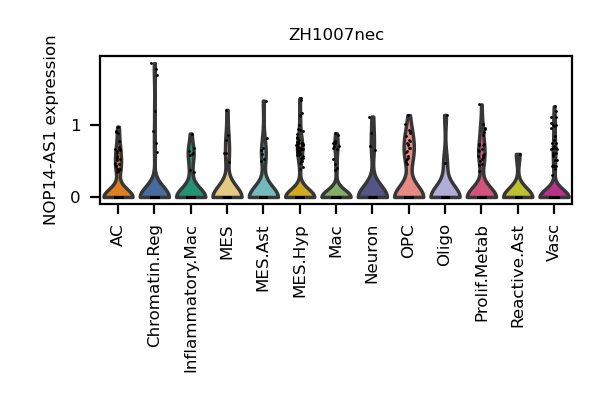 ZH1007nec
NOP14-AS1 expression
1
0
AC
Chromatin.Reg
Inflammatory.Mac
MES
MES.Ast
MES.Hyp
Mac
Neuron
OPC
Oligo
Prolif.Metab
Reactive.Ast
Vasc